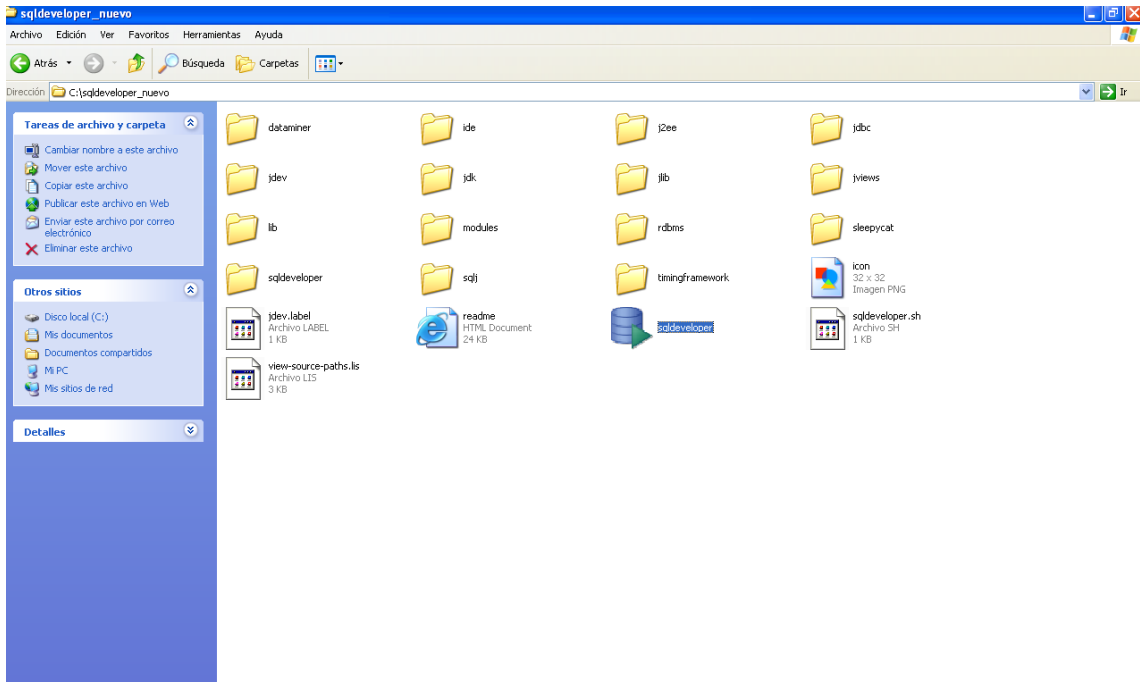 sqldeveloper_nuevo
Archivo Edición Ver Favoritos Herramientas Ayuda
Atrás Búsqueda Carpetas
Dirección C:\sqldeveloper_nuevo Ir
Tareas de archivo y carpeta
Cambiar nombre a este archivo
Mover este archivo
Copiar este archivo
Publicar este archivo en Web
Enviar este archivo por correo
electrónico
Eliminar este archivo
Otros sitios
Disco local (C:)
Mis documentos
Documentos compartidos
Mi PC
Mis sitios de red
Detalles
dataminer
ide
j2ee
jdbc
jdev
jdk
jlib
jviews
lib
modules
rdbms
sleepycat
sqldeveloper
sqlj
timingframework
icon
32 x 32
Imagen PNG
jdev.label
Archivo LABEL
1 KB
readme
HTML Document
24 KB
sqldeveloper
sqldeveloper.sh
Archivo SH
1 KB
view-source-paths.lis
Archivo LIS
3 KB